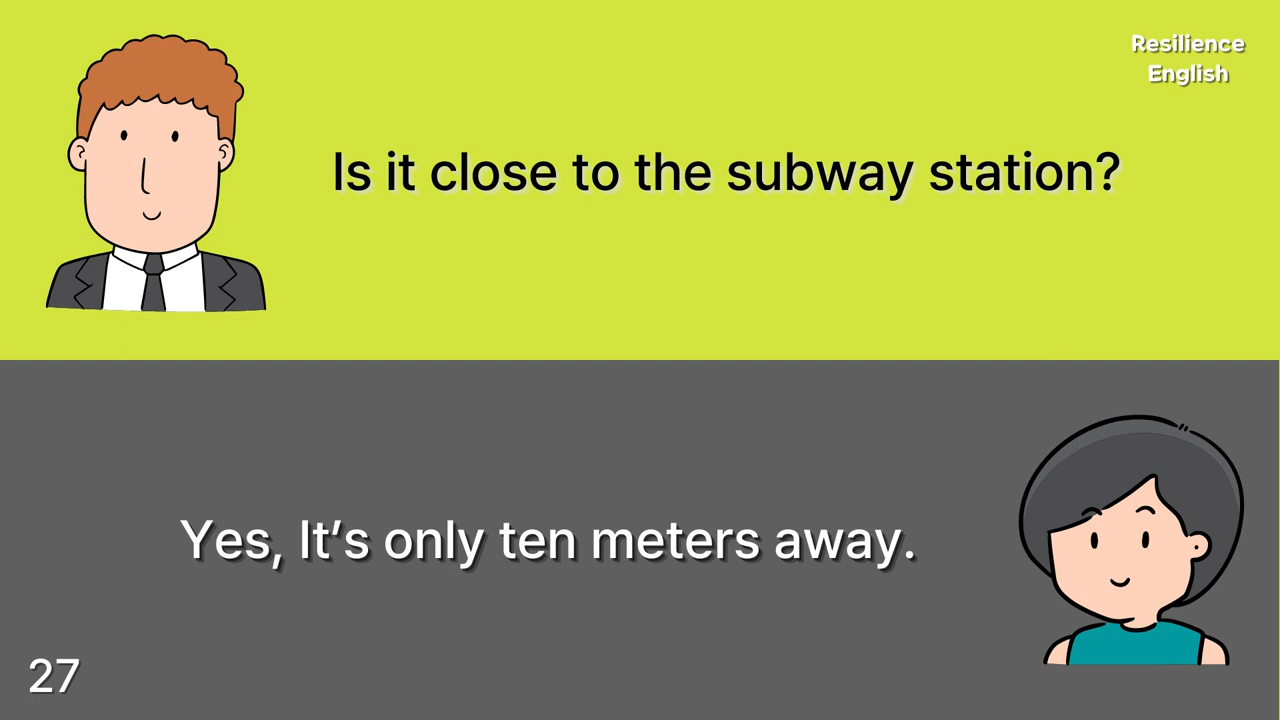 Resilience
English
Is it close to the subway station?
Yes, It’s only ten meters away.
27